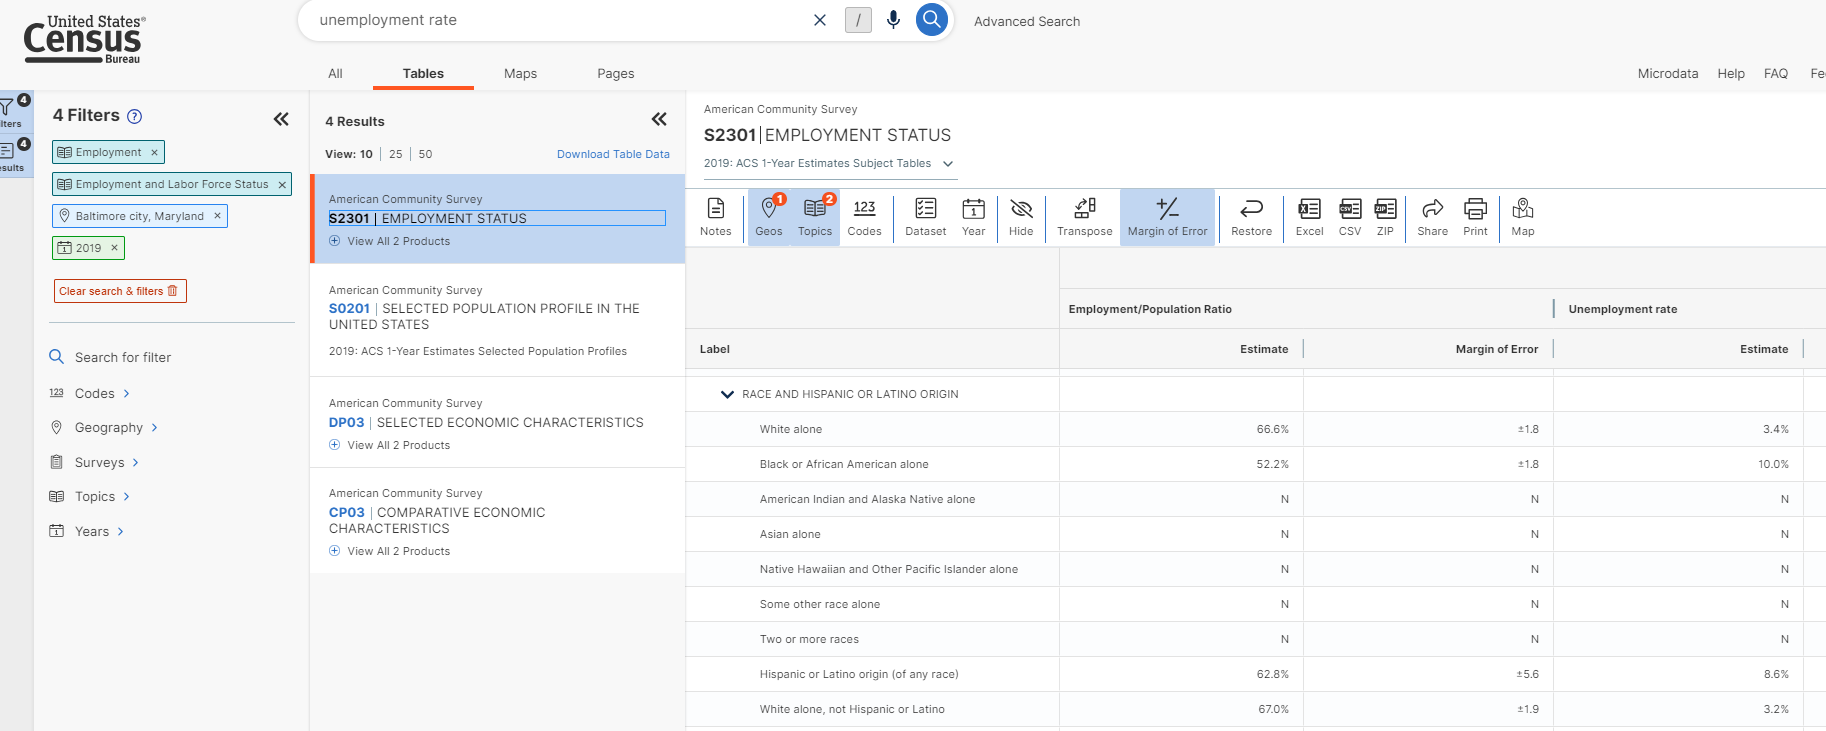 United States®
Census
Bureau
unemployment rate
/
Advanced Search
All
Tables
Maps
Pages
Microdata
Help
FAQ
Fe
4
lters
4
sults
4 Filters ?
Employment ×
Employment and Labor Force Status ×
Baltimore city, Maryland ×
2019 ×
Clear search & filters
Search for filter
123 Codes
Geography
Surveys
Topics
Years
4 Results
View: 10 | 25 | 50
Download Table Data
American Community Survey
S2301 | EMPLOYMENT STATUS
View All 2 Products
American Community Survey
S0201 | SELECTED POPULATION PROFILE IN THE
UNITED STATES
2019: ACS 1-Year Estimates Selected Population Profiles
American Community Survey
DP03 | SELECTED ECONOMIC CHARACTERISTICS
View All 2 Products
American Community Survey
CP03 | COMPARATIVE ECONOMIC
CHARACTERISTICS
View All 2 Products
American Community Survey
S2301 | EMPLOYMENT STATUS
2019: ACS 1-Year Estimates Subject Tables
1 2 123 1 +/- X CSV ZIP
Notes Geos Topics Codes Dataset Year Hide Transpose Margin of Error Restore Excel CSV ZIP Share Print Map
Employment/Population Ratio Unemployment rate
Label Estimate Margin of Error Estimate
RACE AND HISPANIC OR LATINO ORIGIN
White alone 66.6% ±1.8 3.4%
Black or African American alone 52.2% ±1.8 10.0%
American Indian and Alaska Native alone N N N
Asian alone N N N
Native Hawaiian and Other Pacific Islander alone N N N
Some other race alone N N N
Two or more races N N N
Hispanic or Latino origin (of any race) 62.8% ±5.6 8.6%
White alone, not Hispanic or Latino 67.0% ±1.9 3.2%